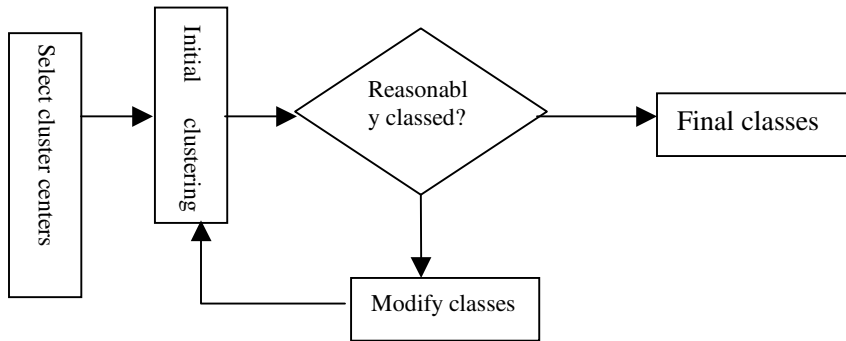 Select cluster centers
Initial clustering
Reasonabl
y classed?
Final classes
Modify classes